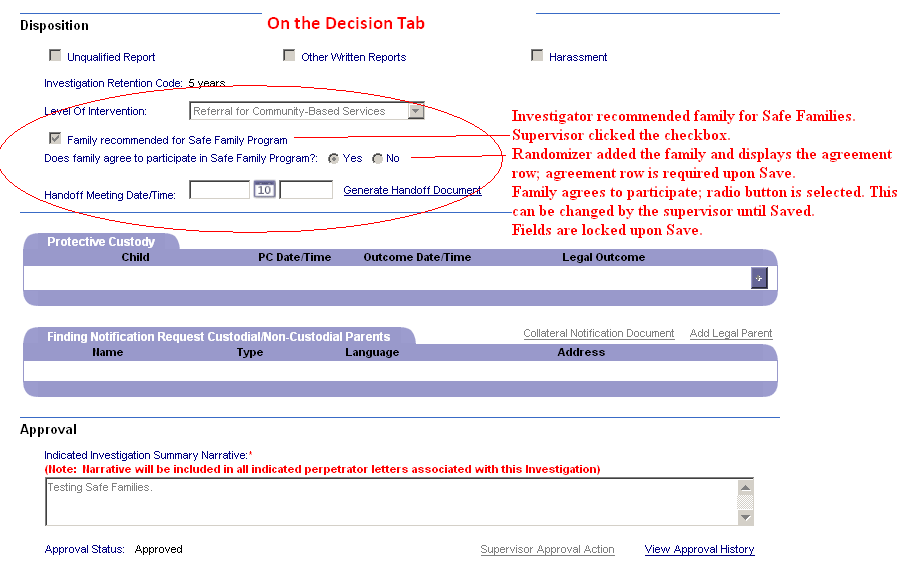 On the Decision Tab
Disposition
Unqualified Report Other Written Reports Harassment
Investigation Retention Code: 5 years
Level Of Intervention: Referral for Community-Based Services
Family recommended for Safe Family Program
Does family agree to participate in Safe Family Program?: Yes No
Handoff Meeting Date/Time: 10 Generate Handoff Document
Investigator recommended family for Safe Families.
Supervisor clicked the checkbox.
Randomizer added the family and displays the agreement
row; agreement row is required upon Save.
Family agrees to participate; radio button is selected. This
can be changed by the supervisor until Saved.
Fields are locked upon Save.
Protective Custody
Child PC Date/Time Outcome Date/Time Legal Outcome
Finding Notification Request Custodial/Non-Custodial Parents Collateral Notification Document Add Legal Parent
Name Type Language Address
Approval
Indicated Investigation Summary Narrative:*
(Note: Narrative will be included in all indicated perpetrator letters associated with this Investigation)
Testing Safe Families.
Approval Status: Approved Supervisor Approval Action View Approval History